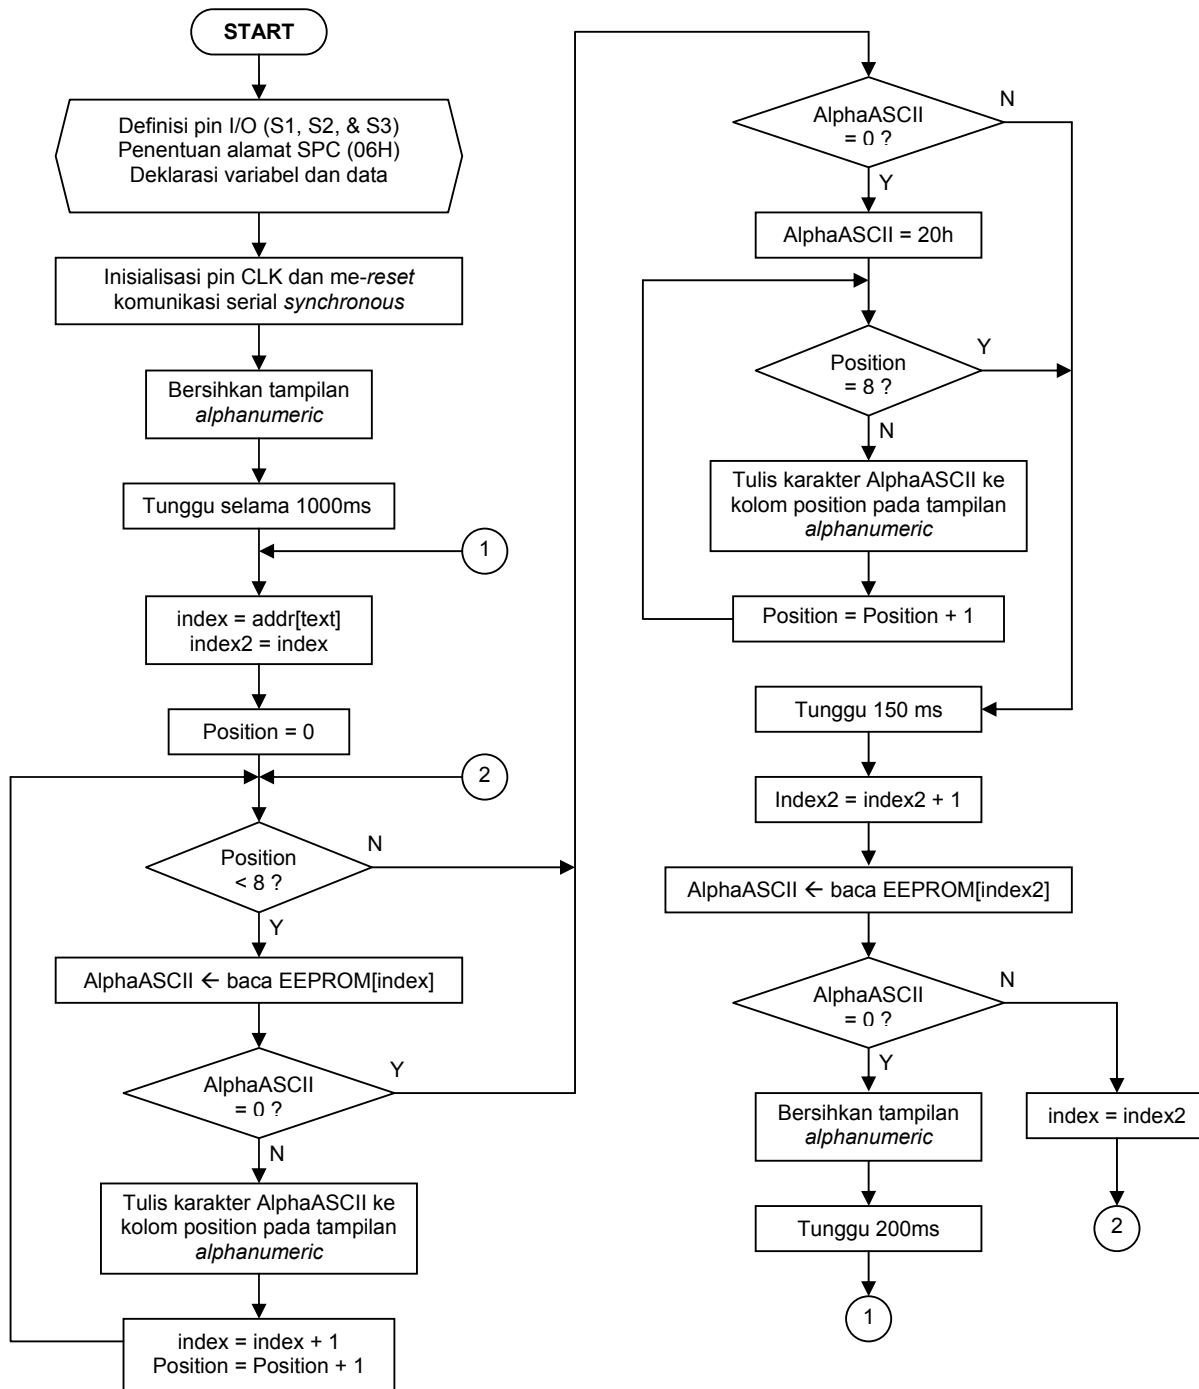 START
Definisi pin I/O (S1, S2, & S3)
Penentuan alamat SPC (06H)
Deklarasi variabel dan data
Inisialisasi pin CLK dan me-reset
komunikasi serial synchronous
Bersihkan tampilan
alphanumeric
Tunggu selama 1000ms
1
index = addr[text]
index2 = index
Position = 0
2
Position
< 8 ?
N
Y
AlphaASCII ← baca EEPROM[index]
AlphaASCII
= 0 ?
Y
N
Tulis karakter AlphaASCII ke
kolom position pada tampilan
alphanumeric
index = index + 1
Position = Position + 1
AlphaASCII
= 0 ?
N
Y
AlphaASCII = 20h
Position
= 8 ?
Y
N
Tulis karakter AlphaASCII ke
kolom position pada tampilan
alphanumeric
Position = Position + 1
Tunggu 150 ms
Index2 = index2 + 1
AlphaASCII ← baca EEPROM[index2]
AlphaASCII
= 0 ?
N
Y
Bersihkan tampilan
alphanumeric
index = index2
Tunggu 200ms
2
1